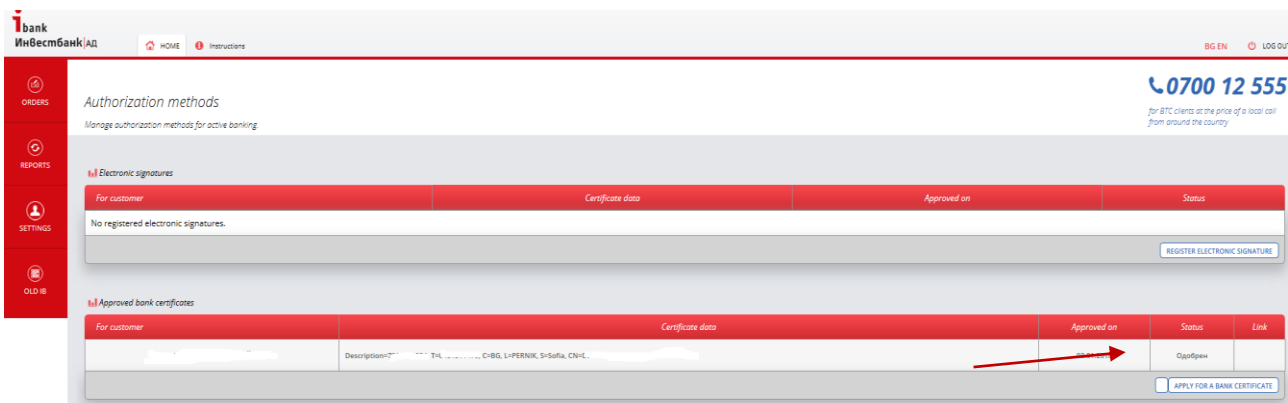 ibank
ИнвестбанК|АД
HOME
Instructions
BG EN
LOG OUT
ORDERS
REPORTS
SETTINGS
OLD IB
Authorization methods
Manage authorization methods for active banking.
0700 12 555
for BTC clients at the price of a local call
from around the country
Electronic signatures
For customer Certificate data Approved on Status
No registered electronic signatures.
REGISTER ELECTRONIC SIGNATURE
Approved bank certificates
For customer Certificate data Approved on Status Link
Description= C=BG, L=PERNIK, S=Sofia, CN= Одобрен
APPLY FOR A BANK CERTIFICATE